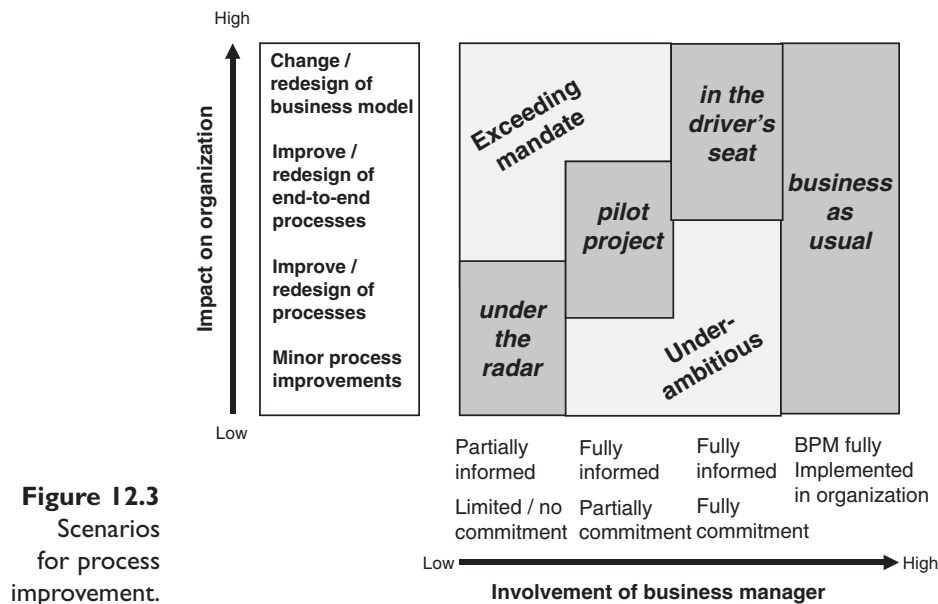 High
Impact on organization
Low
Change /
redesign of
business model
Improve /
redesign of
end-to-end
processes
Improve /
redesign of
processes
Minor process
improvements
Exceeding
mandate
in the
driver's
seat
business
as
usual
pilot
project
under
the
radar
Under-
ambitious
Partially
informed
Limited / no
commitment
Fully
informed
Partially
commitment
Fully
informed
Fully
commitment
BPM fully
Implemented
in organization
Low
High
Involvement of business manager
Figure 12.3
Scenarios
for process
improvement.